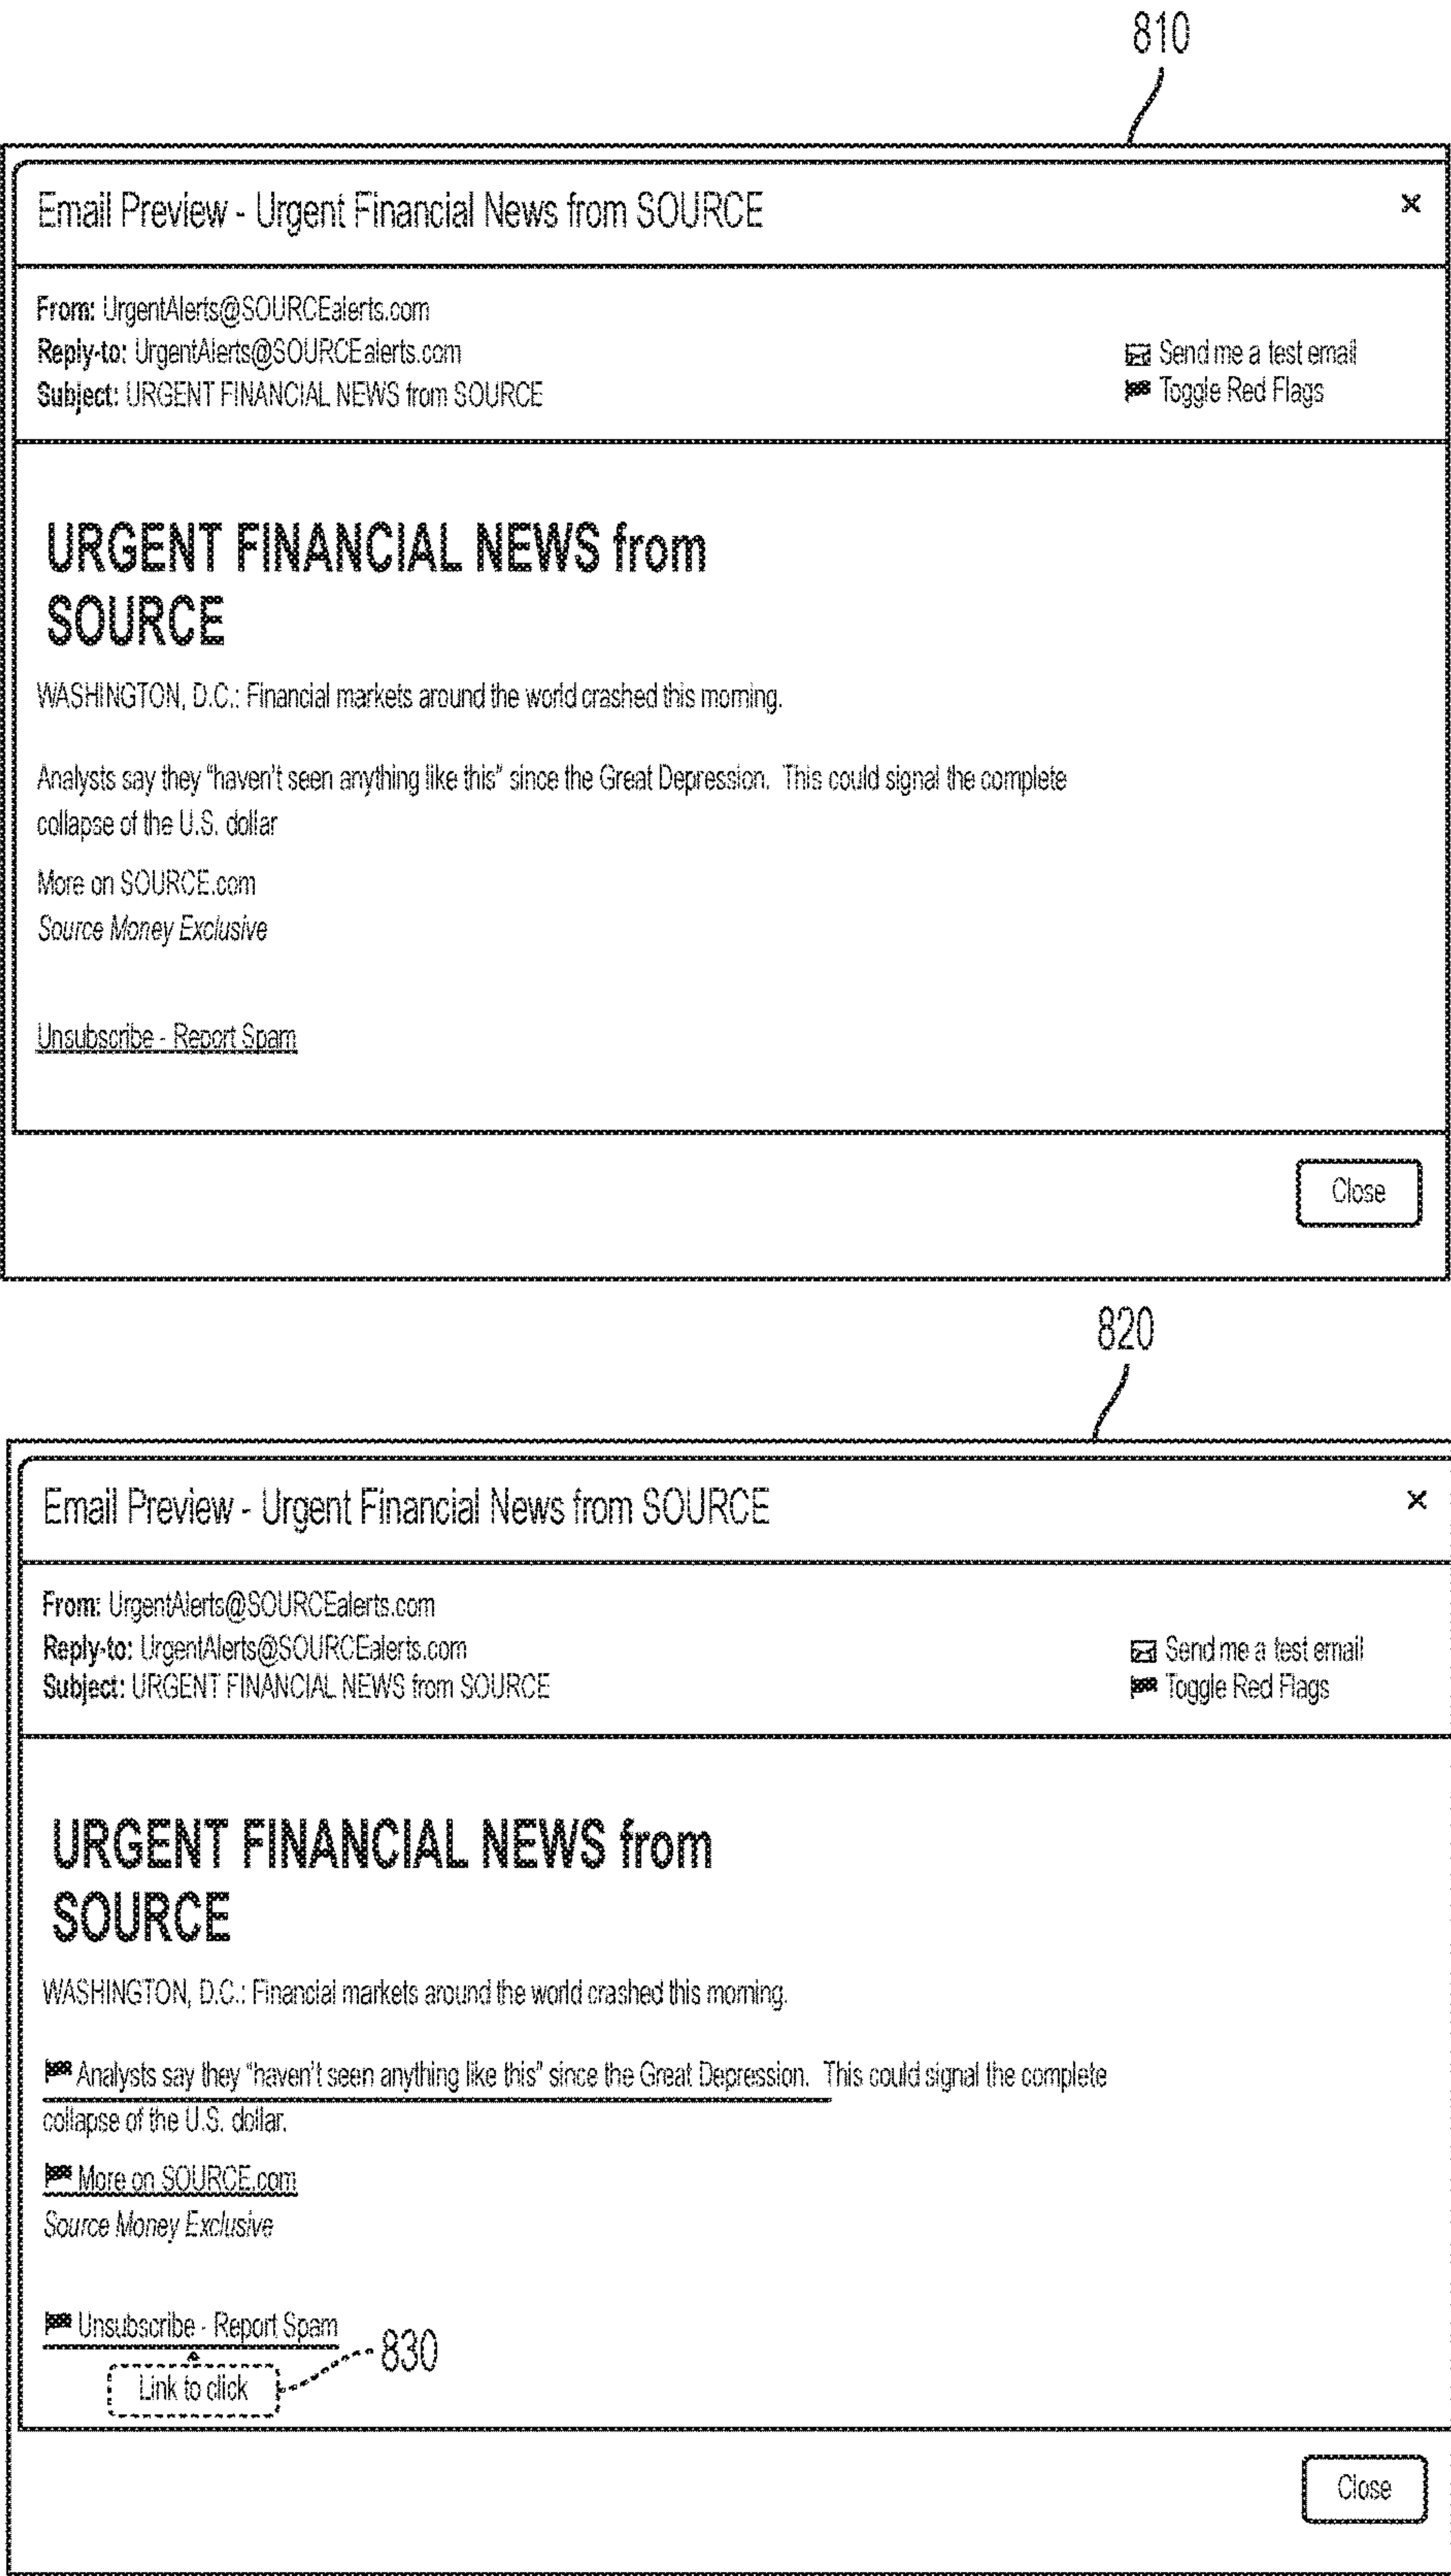 810
Email Preview - Urgent Financial News from SOURCE
×
From: UrgentAlerts@SOURCEalerts.com
Reply-to: UrgentAlerts@SOURCEalerts.com
Send me a test email
Subject: URGENT FINANCIAL NEWS from SOURCE
Toggle Red Flags
URGENT FINANCIAL NEWS from
SOURCE
WASHINGTON, D.C.: Financial markets around the world crashed this morning.
Analysts say they "haven't seen anything like this" since the Great Depression. This could signal the complete
collapse of the U.S. dollar
More on SOURCE.com
Source Money Exclusive
Unsubscribe - Report Spam
Close
820
Email Preview - Urgent Financial News from SOURCE
×
From: UrgentAlerts@SOURCEalerts.com
Reply-to: UrgentAlerts@SOURCEalerts.com
Send me a test email
Subject: URGENT FINANCIAL NEWS from SOURCE
Toggle Red Flags
URGENT FINANCIAL NEWS from
SOURCE
WASHINGTON, D.C.: Financial markets around the world crashed this morning.
Analysts say they "haven't seen anything like this" since the Great Depression. This could signal the complete
collapse of the U.S. dollar.
More on SOURCE.com
Source Money Exclusive
Unsubscribe - Report Spam
830
Link to click
Close